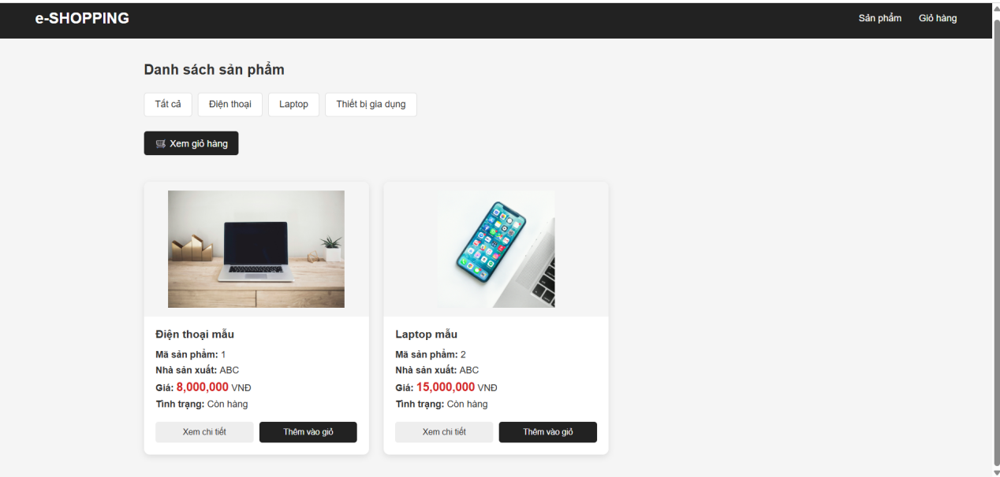 e-SHOPPING
Sản phẩm Giỏ hàng
Danh sách sản phẩm
Tất cả Điện thoại Laptop Thiết bị gia dụng
🛒 Xem giỏ hàng
Điện thoại mẫu
Mã sản phẩm: 1
Nhà sản xuất: ABC
Giá: 8,000,000 VNĐ
Tình trạng: Còn hàng
Xem chi tiết Thêm vào giỏ
Laptop mẫu
Mã sản phẩm: 2
Nhà sản xuất: ABC
Giá: 15,000,000 VNĐ
Tình trạng: Còn hàng
Xem chi tiết Thêm vào giỏ